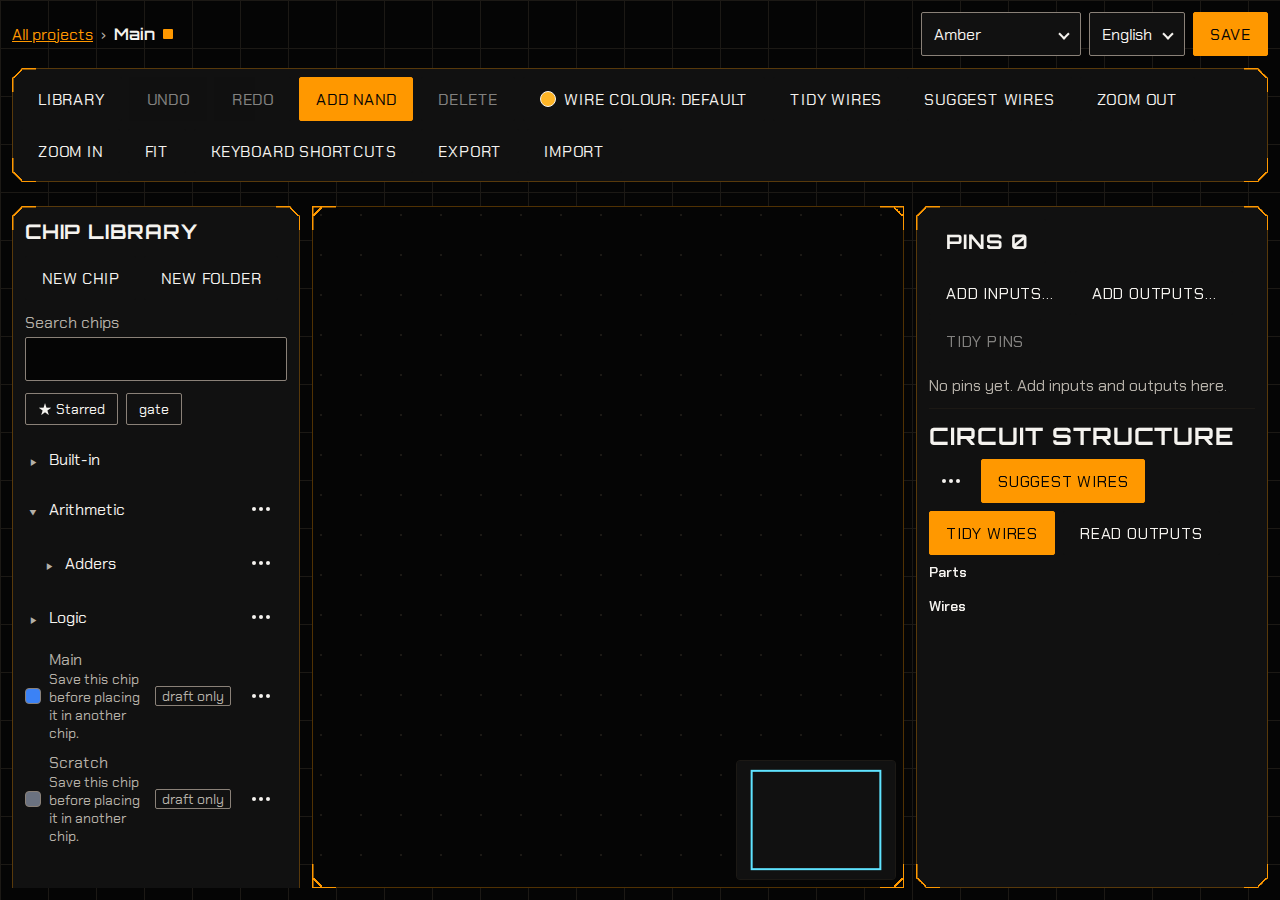 All projects › Main
Amber
English
SAVE
LIBRARY
UNDO
REDO
ADD NAND
DELETE
WIRE COLOUR: DEFAULT
TIDY WIRES
SUGGEST WIRES
ZOOM OUT
ZOOM IN
FIT
KEYBOARD SHORTCUTS
EXPORT
IMPORT
CHIP LIBRARY
NEW CHIP
NEW FOLDER
Search chips
★ Starred
gate
Built-in
Arithmetic
Adders
Logic
Main
Save this chip
before placing
it in another
chip.
draft only
Scratch
Save this chip
before placing
it in another
chip.
draft only
PINS 0
ADD INPUTS...
ADD OUTPUTS...
TIDY PINS
No pins yet. Add inputs and outputs here.
CIRCUIT STRUCTURE
SUGGEST WIRES
TIDY WIRES
READ OUTPUTS
Parts
Wires